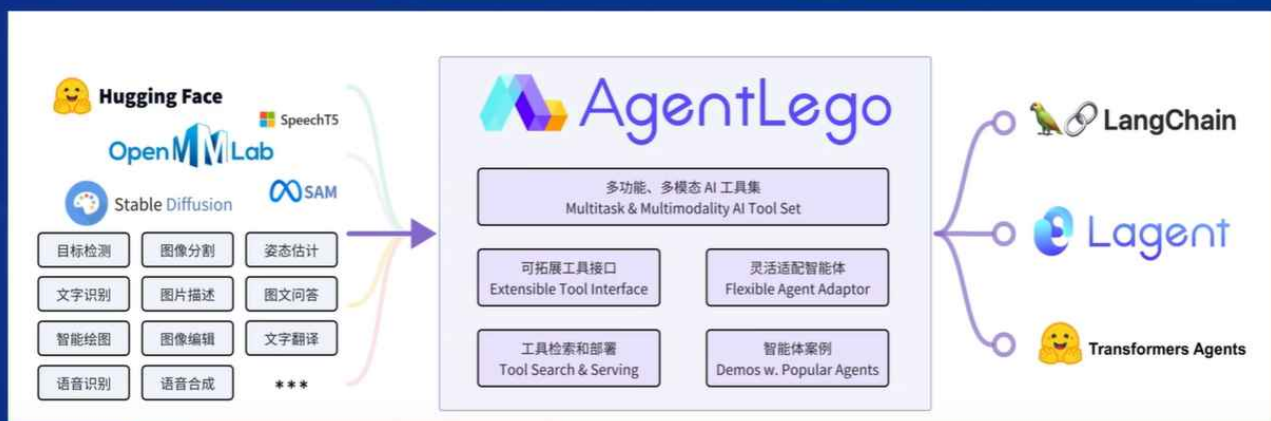 Hugging Face
SpeechT5
OpenMMLab
Stable Diffusion
SAM
目标检测
图像分割
姿态估计
文字识别
图片描述
图文问答
智能绘图
图像编辑
文字翻译
语音识别
语音合成
***
AgentLego
多功能、多模态 AI 工具集
Multitask & Multimodality AI Tool Set
可拓展工具接口
Extensible Tool Interface
灵活适配智能体
Flexible Agent Adaptor
工具检索和部署
Tool Search & Serving
智能体案例
Demos w. Popular Agents
LangChain
Lagent
Transformers Agents